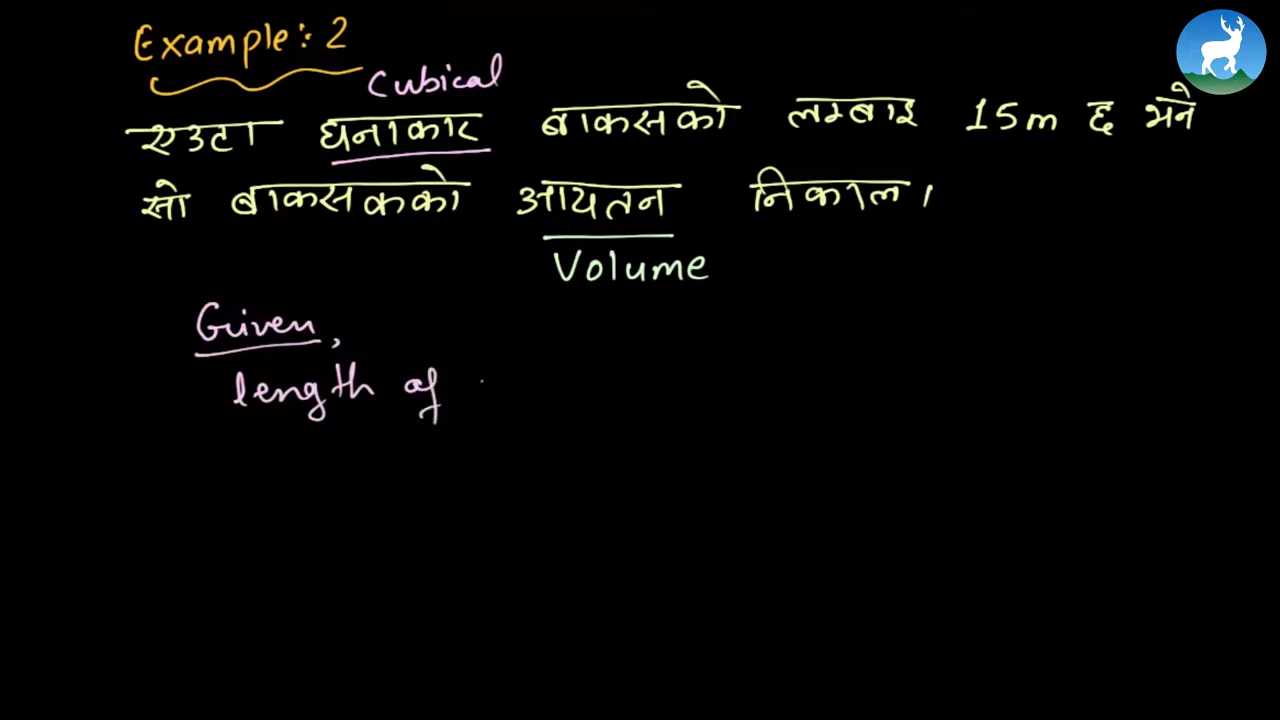 Example: 2
Cubical
एउटा घनाकार बाकसको लम्बाइ 15m छ भने
सो बाकसकको आयतन निकाल।
Volume
Given,
length of